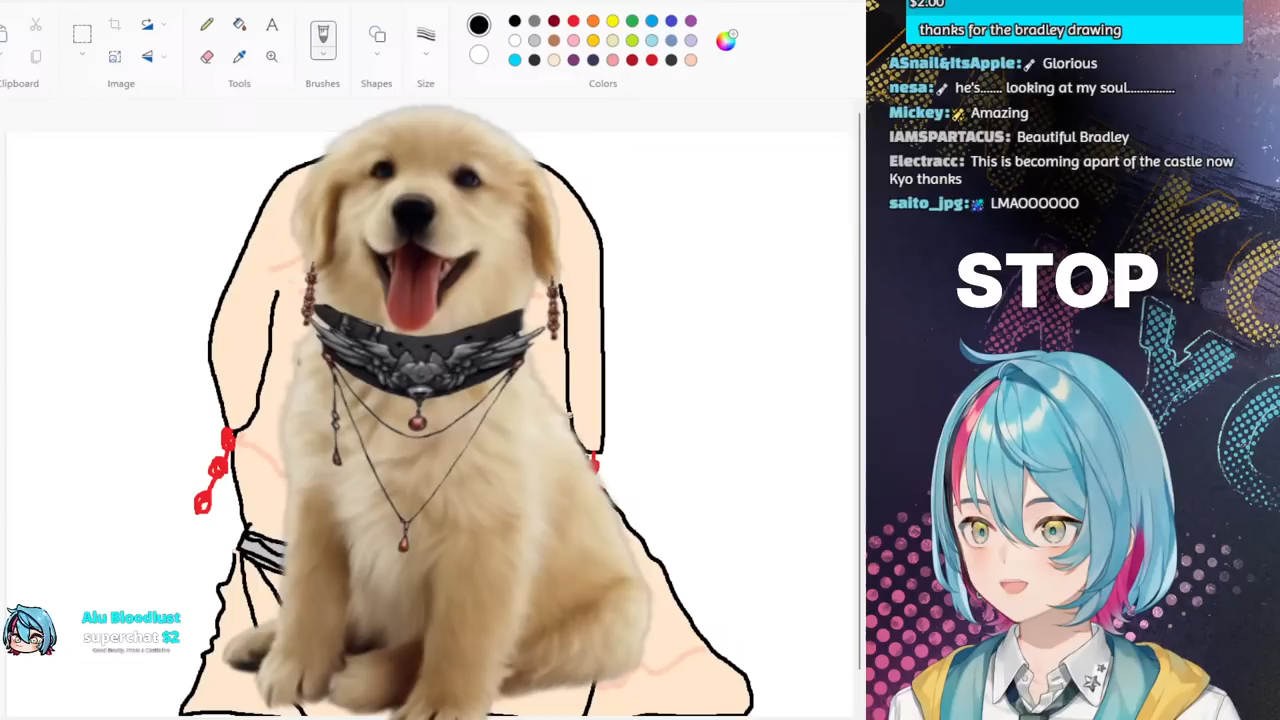 Clipboard
Image
Tools
Brushes
Shapes
Size
Colors
$2.00
thanks for the bradley drawing
ASnail&ItsApple: Glorious
nesa: he's....... looking at my soul..............
Mickey: Amazing
IAMSPARTACUS: Beautiful Bradley
Electracc: This is becoming apart of the castle now
Kyo thanks
saito_jpg: LMAOOOOOO
STOP
Alu Bloodlust
superchat $2